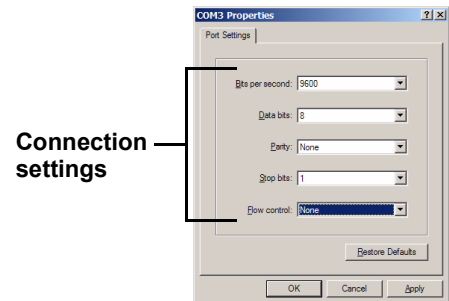 COM3 Properties
Port Settings
Bits per second: 9600
Data bits: 8
Parity: None
Stop bits: 1
Flow control: None
Connection
settings
Restore Defaults
OK Cancel Apply